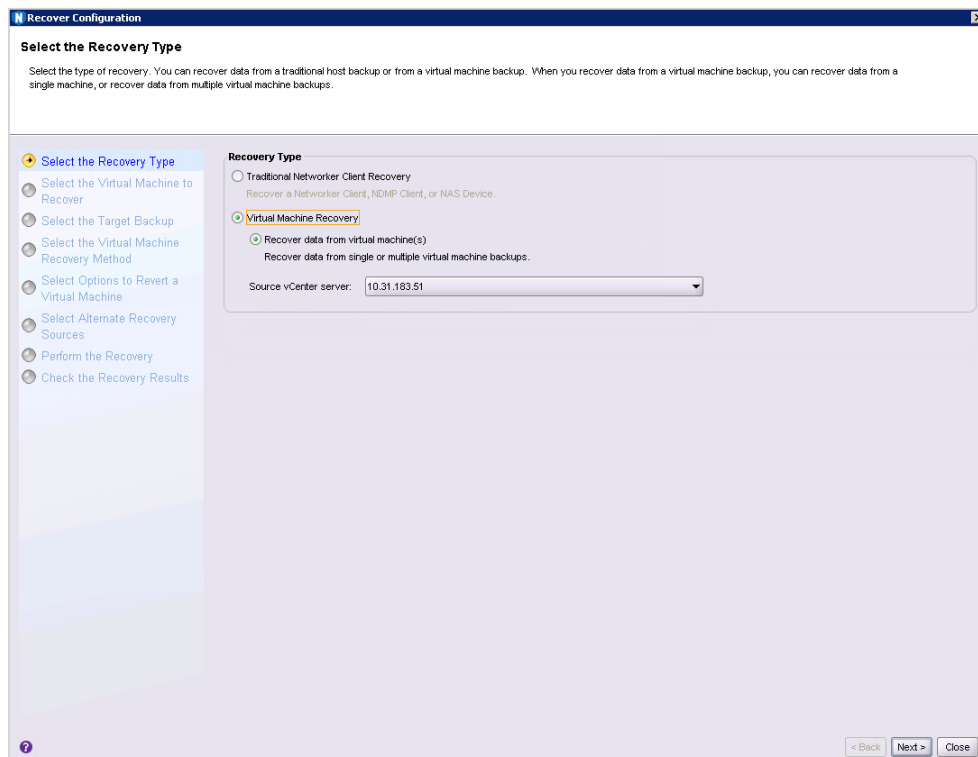 N Recover Configuration
Select the Recovery Type
Select the type of recovery. You can recover data from a traditional host backup or from a virtual machine backup. When you recover data from a virtual machine backup, you can recover data from a
single machine, or recover data from multiple virtual machine backups.
Select the Recovery Type
Select the Virtual Machine to
Recover
Select the Target Backup
Select the Virtual Machine
Recovery Method
Select Options to Revert a
Virtual Machine
Select Alternate Recovery
Sources
Perform the Recovery
Check the Recovery Results
Recovery Type
Traditional Networker Client Recovery
Recover a Networker Client, NDMP Client, or NAS Device.
Virtual Machine Recovery
Recover data from virtual machine(s)
Recover data from single or multiple virtual machine backups.
Source vCenter server: 10.31.183.51
?
< Back Next > Close